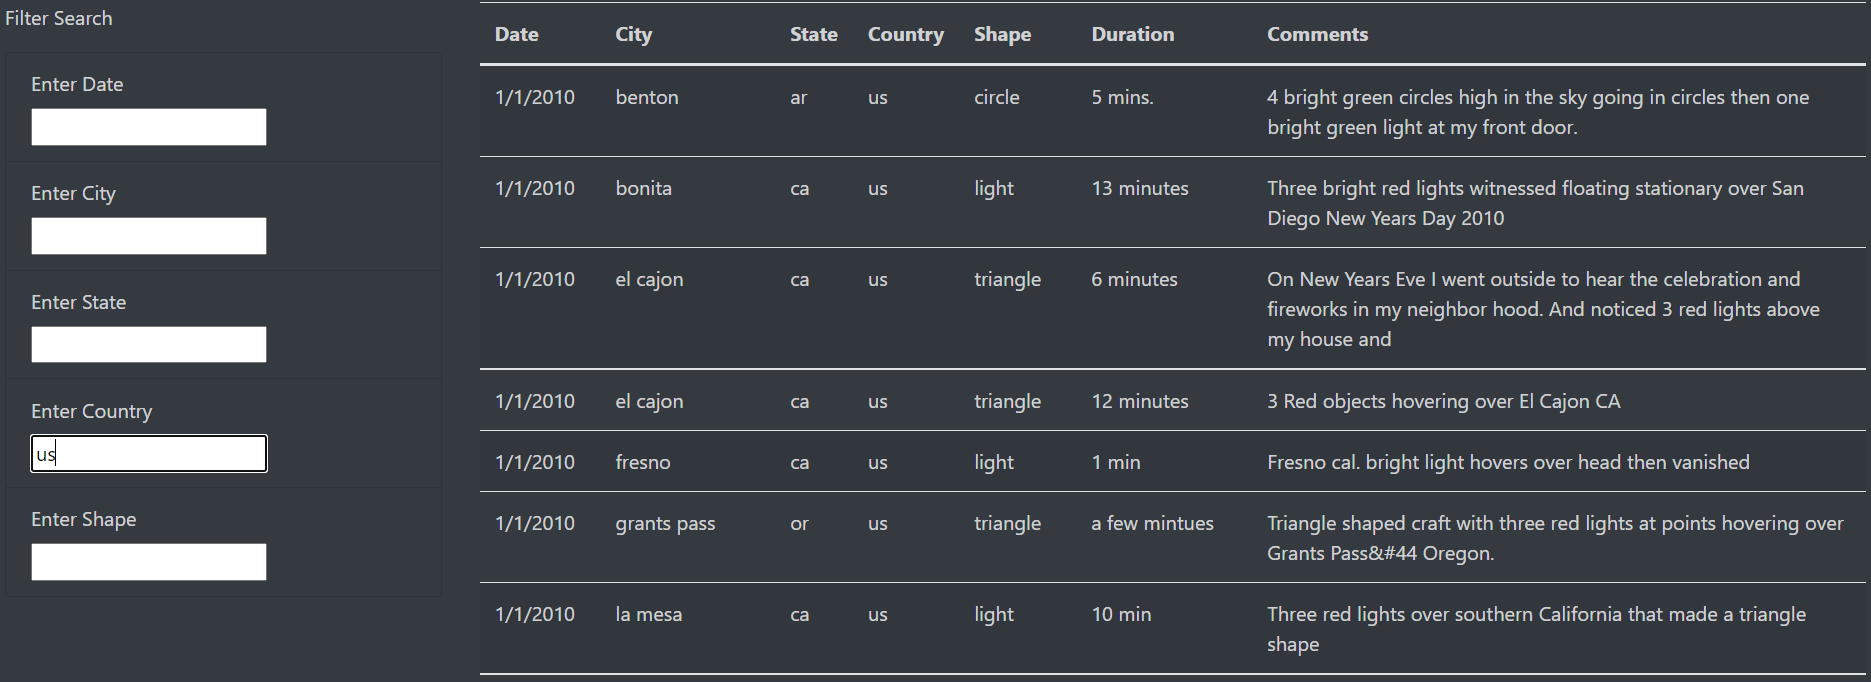 Filter Search
Enter Date
Enter City
Enter State
Enter Country
us
Enter Shape
Date City State Country Shape Duration Comments
1/1/2010 benton ar us circle 5 mins. 4 bright green circles high in the sky going in circles then one
bright green light at my front door.
1/1/2010 bonita ca us light 13 minutes Three bright red lights witnessed floating stationary over San
Diego New Years Day 2010
1/1/2010 el cajon ca us triangle 6 minutes On New Years Eve I went outside to hear the celebration and
fireworks in my neighbor hood. And noticed 3 red lights above
my house and
1/1/2010 el cajon ca us triangle 12 minutes 3 Red objects hovering over El Cajon CA
1/1/2010 fresno ca us light 1 min Fresno cal. bright light hovers over head then vanished
1/1/2010 grants pass or us triangle a few mintues Triangle shaped craft with three red lights at points hovering over
Grants Pass&#44 Oregon.
1/1/2010 la mesa ca us light 10 min Three red lights over southern California that made a triangle
shape